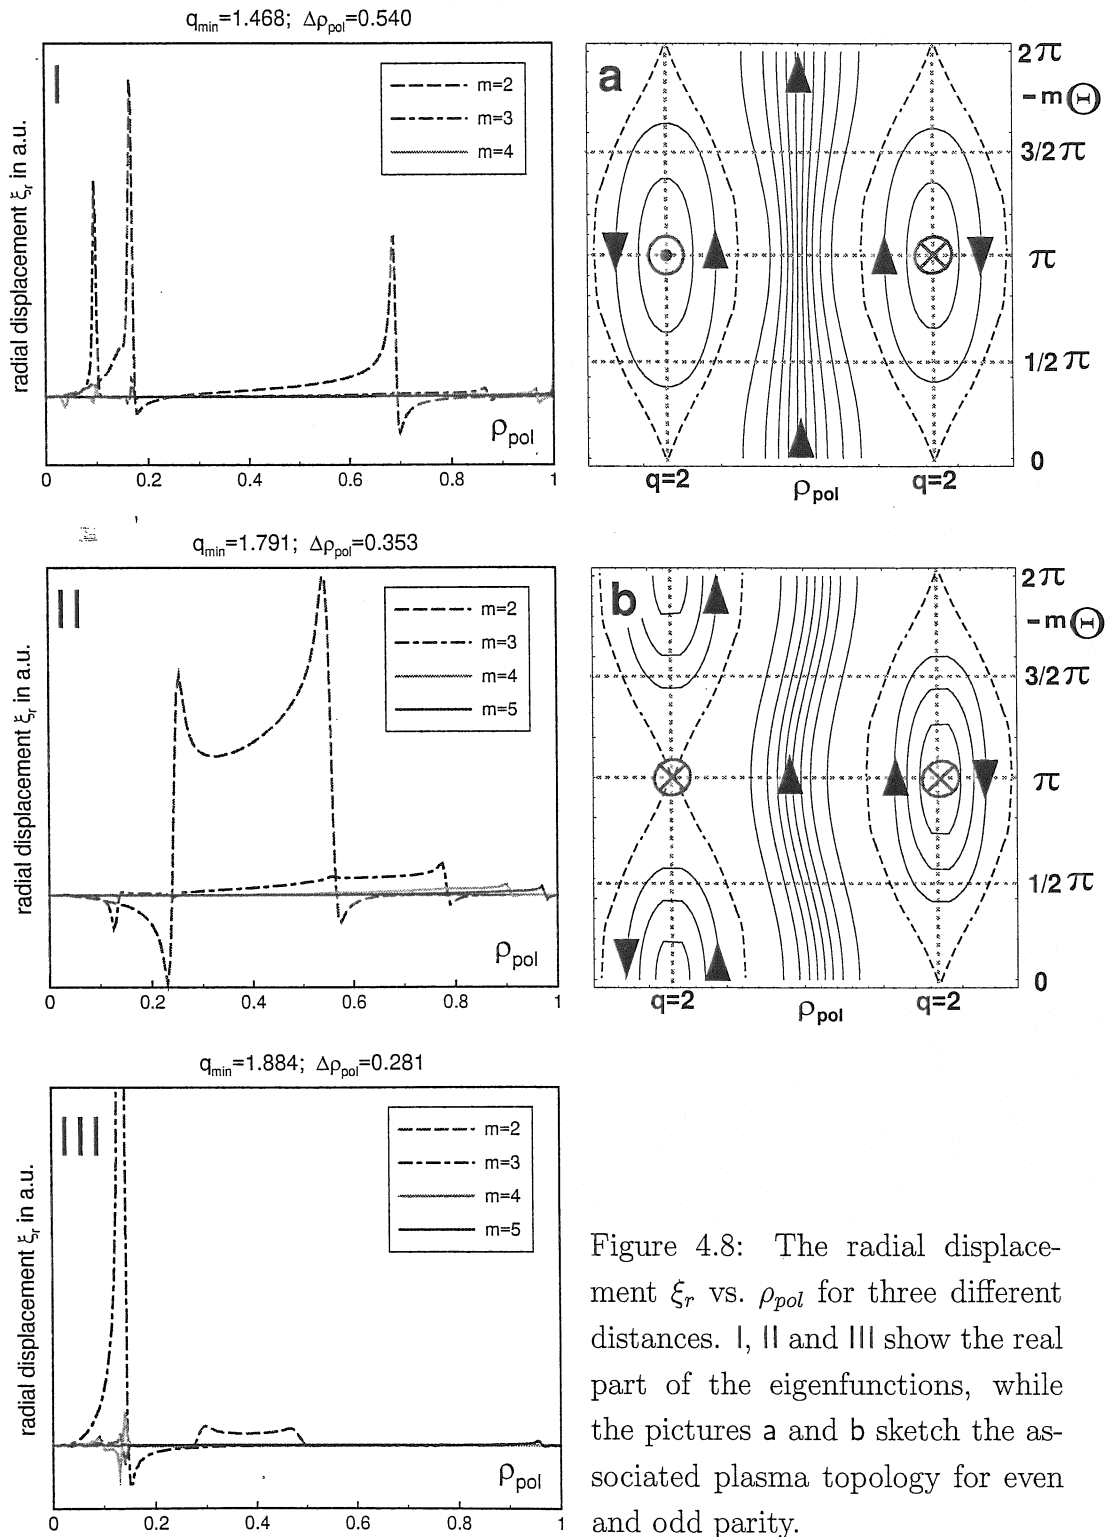 q_min=1.468; Δρ_pol=0.540
I
m=2
m=3
m=4
radial displacement ξ_r in a.u.
ρ_pol
0 0.2 0.4 0.6 0.8 1
a
2π
-mΘ
3/2π
π
1/2π
0
q=2 ρ_pol q=2
q_min=1.791; Δρ_pol=0.353
II
m=2
m=3
m=4
m=5
radial displacement ξ_r in a.u.
ρ_pol
0 0.2 0.4 0.6 0.8 1
b
2π
-mΘ
3/2π
π
1/2π
0
q=2 ρ_pol q=2
q_min=1.884; Δρ_pol=0.281
III
m=2
m=3
m=4
m=5
radial displacement ξ_r in a.u.
ρ_pol
0 0.2 0.4 0.6 0.8 1
Figure 4.8: The radial displace-
ment ξ_r vs. ρ_pol for three different
distances. I, II and III show the real
part of the eigenfunctions, while
the pictures a and b sketch the as-
sociated plasma topology for even
and odd parity.